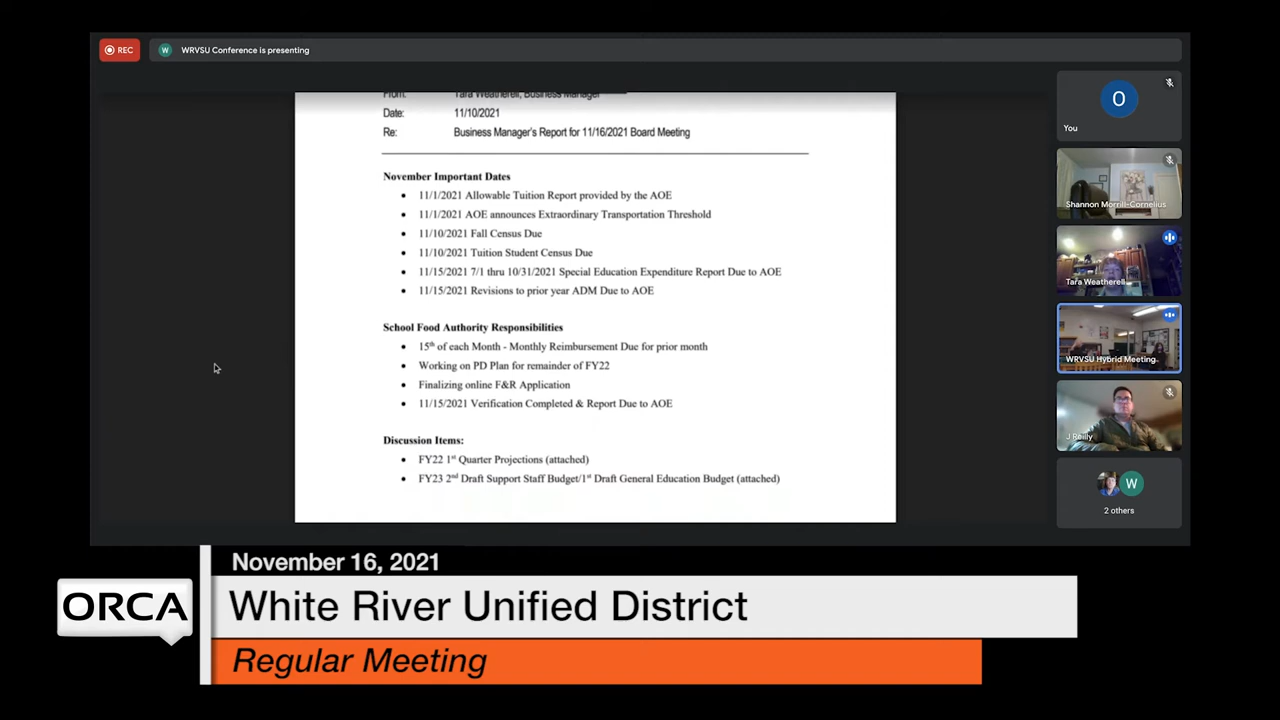 REC
W
WRVSU Conference is presenting
From: Tara Weatherell, Business Manager
Date: 11/10/2021
Re: Business Manager's Report for 11/16/2021 Board Meeting
November Important Dates
• 11/1/2021 Allowable Tuition Report provided by the AOE
• 11/1/2021 AOE announces Extraordinary Transportation Threshold
• 11/10/2021 Fall Census Due
• 11/10/2021 Tuition Student Census Due
• 11/15/2021 7/1 thru 10/31/2021 Special Education Expenditure Report Due to AOE
• 11/15/2021 Revisions to prior year ADM Due to AOE
School Food Authority Responsibilities
• 15th of each Month - Monthly Reimbursement Due for prior month
• Working on PD Plan for remainder of FY22
• Finalizing online F&R Application
• 11/15/2021 Verification Completed & Report Due to AOE
Discussion Items:
• FY22 1st Quarter Projections (attached)
• FY23 2nd Draft Support Staff Budget/1st Draft General Education Budget (attached)
O
You
Shannon Morrill-Cornelius
Tara Weatherell
WRVSU Hybrid Meeting
J Reilly
W
2 others
November 16, 2021
ORCA
White River Unified District
Regular Meeting